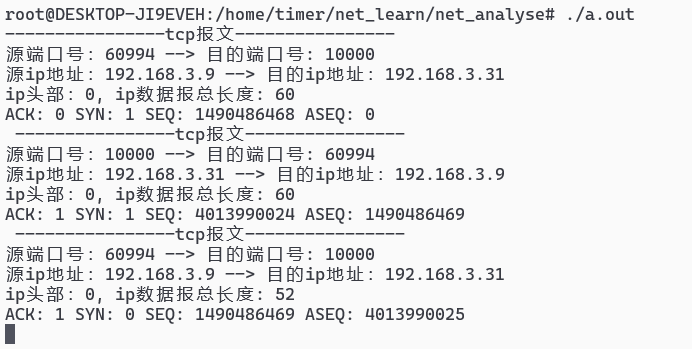 root@DESKTOP-JI9EVEH:/home/timer/net_learn/net_analyse# ./a.out
----------------tcp报文----------------
源端口号: 60994 --> 目的端口号: 10000
源ip地址: 192.168.3.9 --> 目的ip地址: 192.168.3.31
ip头部: 0, ip数据报总长度: 60
ACK: 0 SYN: 1 SEQ: 1490486468 ASEQ: 0
----------------tcp报文----------------
源端口号: 10000 --> 目的端口号: 60994
源ip地址: 192.168.3.31 --> 目的ip地址: 192.168.3.9
ip头部: 0, ip数据报总长度: 60
ACK: 1 SYN: 1 SEQ: 4013990024 ASEQ: 1490486469
----------------tcp报文----------------
源端口号: 60994 --> 目的端口号: 10000
源ip地址: 192.168.3.9 --> 目的ip地址: 192.168.3.31
ip头部: 0, ip数据报总长度: 52
ACK: 1 SYN: 0 SEQ: 1490486469 ASEQ: 4013990025